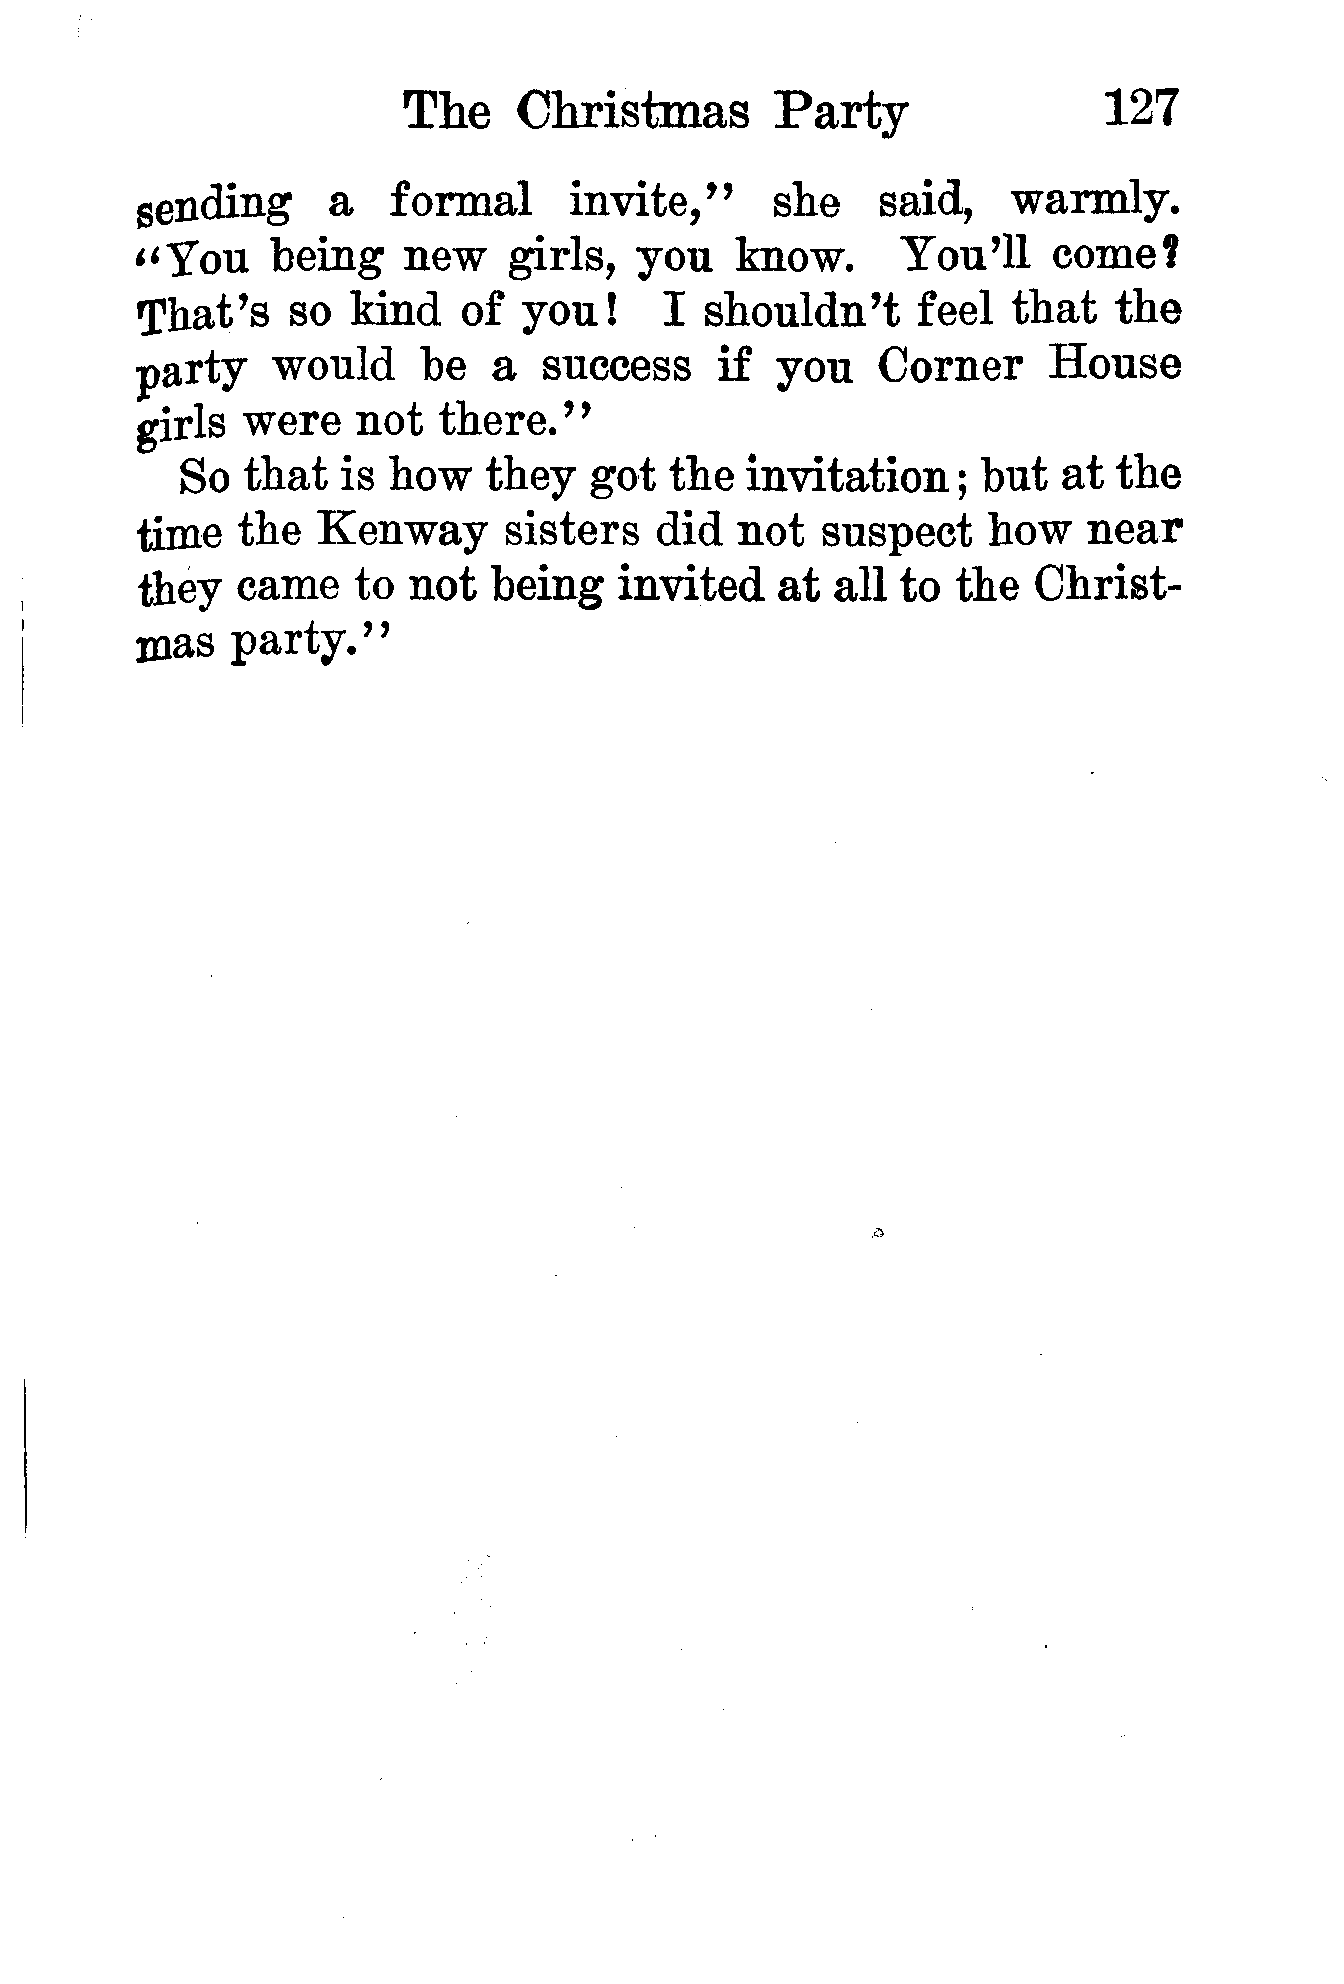 The Christmas Party 127
sending a formal invite,'' she said, warmly.
"You being new girls, you know. You'll come?
That's so kind of you! I shouldn't feel that the
party would be a success if you Corner House
girls were not there.''
So that is how they got the invitation; but at the
time the Kenway sisters did not suspect how near
they came to not being invited at all to the Christ-
mas party.''